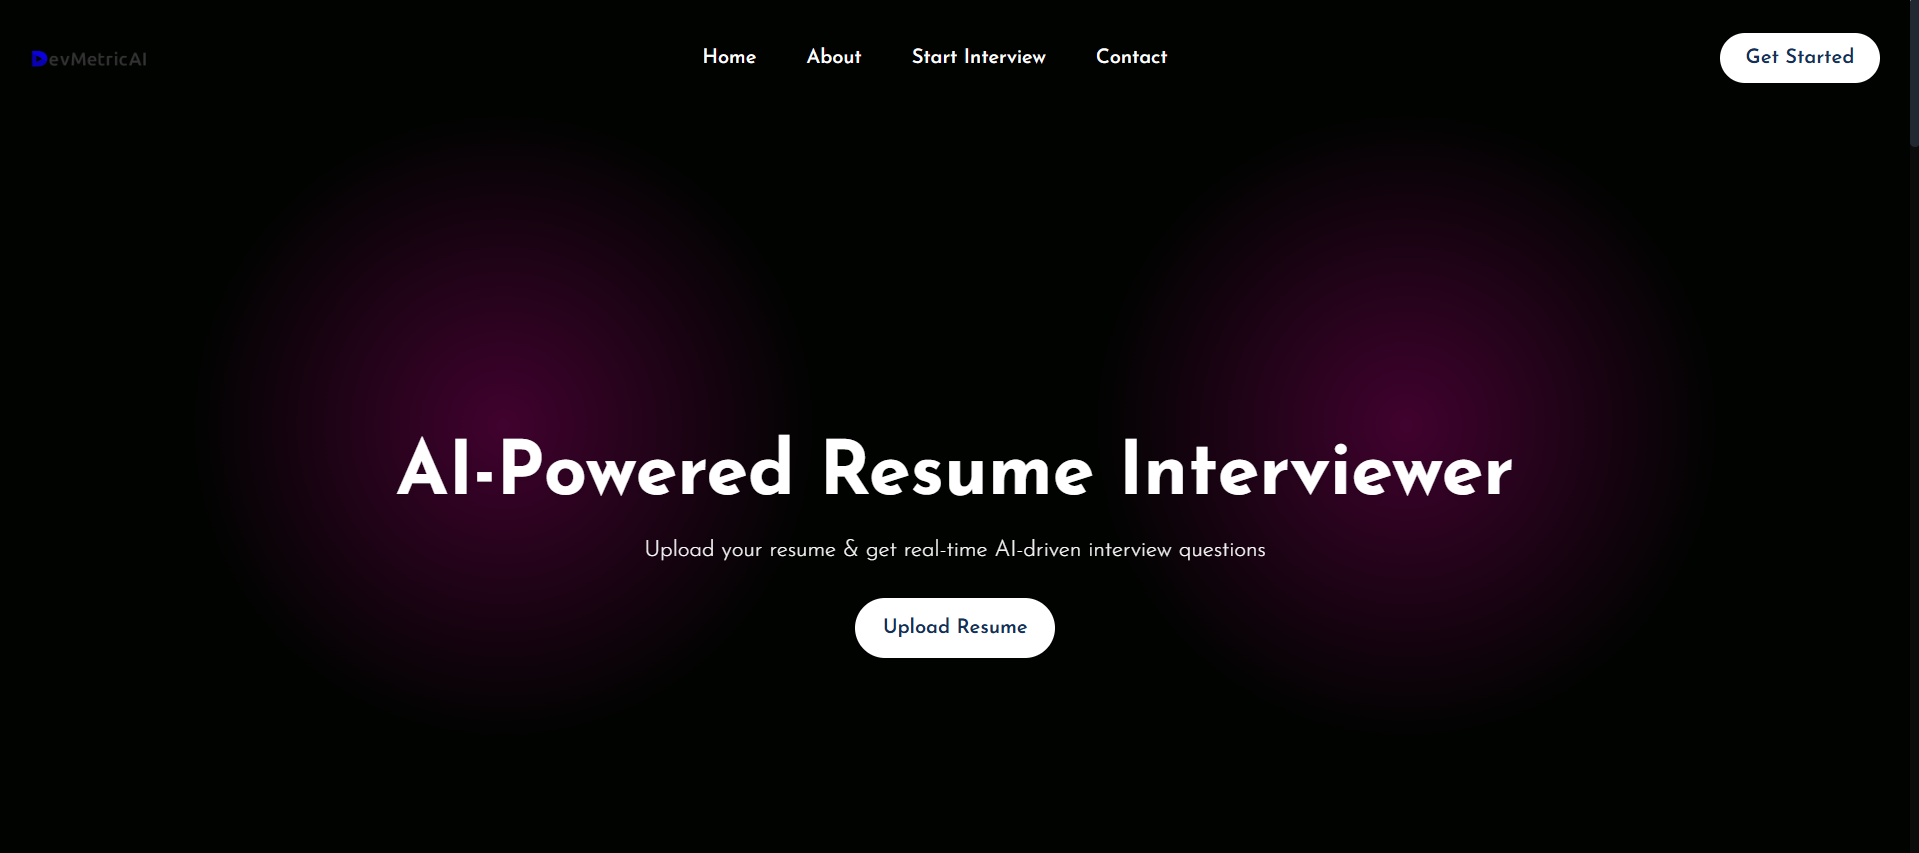 DevMetricAI
Home About Start Interview Contact
Get Started
AI-Powered Resume Interviewer
Upload your resume & get real-time AI-driven interview questions
Upload Resume